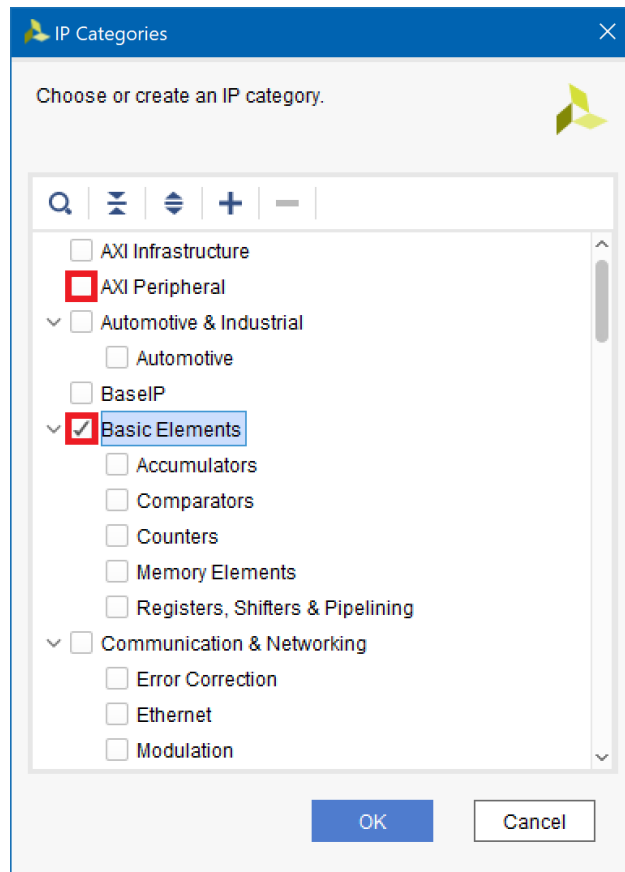 IP Categories
Choose or create an IP category.
AXI Infrastructure
AXI Peripheral
Automotive & Industrial
Automotive
BaseIP
Basic Elements
Accumulators
Comparators
Counters
Memory Elements
Registers, Shifters & Pipelining
Communication & Networking
Error Correction
Ethernet
Modulation
OK Cancel